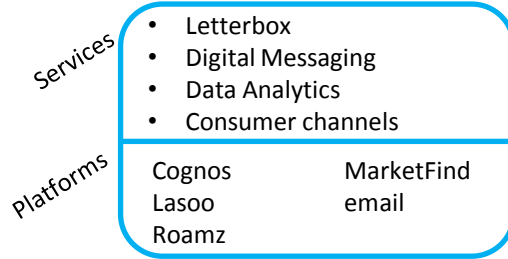 Services
• Letterbox
• Digital Messaging
• Data Analytics
• Consumer channels
Platforms
Cognos MarketFind
Lasoo email
Roamz